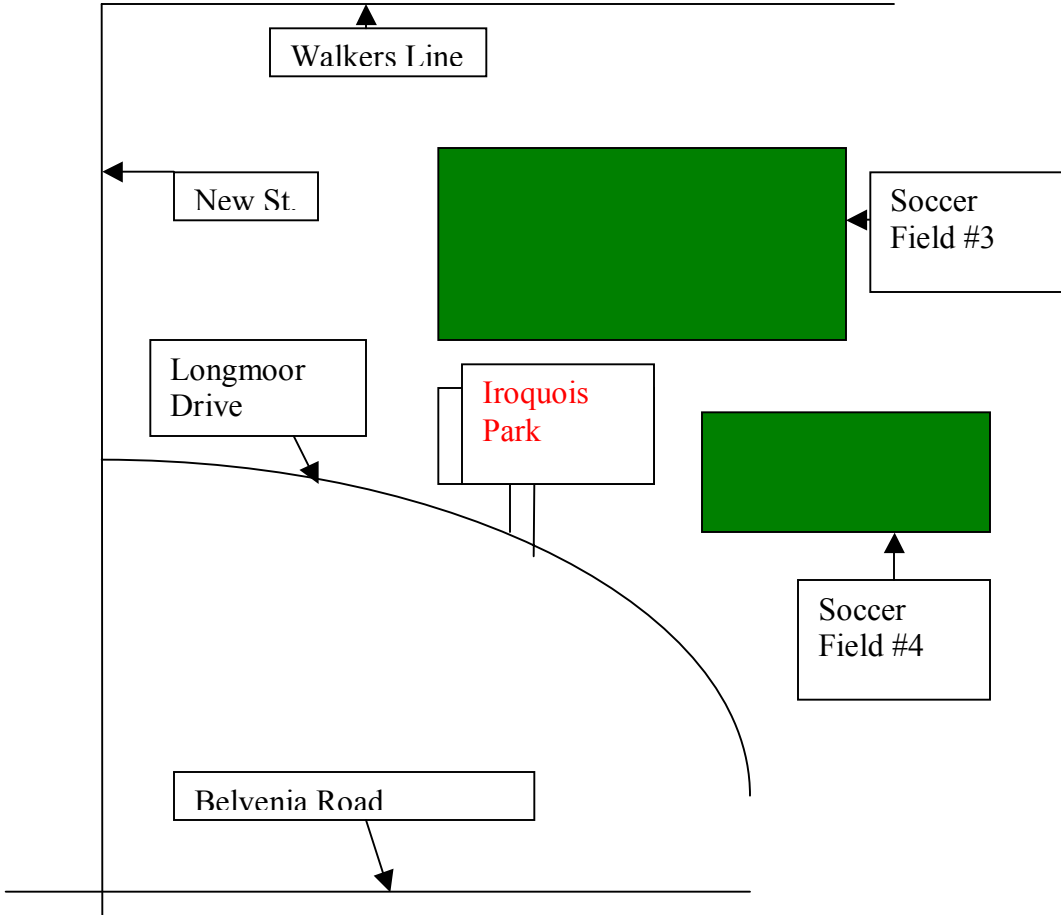 Walkers Line
New St.
Soccer
Field #3
Longmoor
Drive
Iroquois
Park
Soccer
Field #4
Belvenia Road